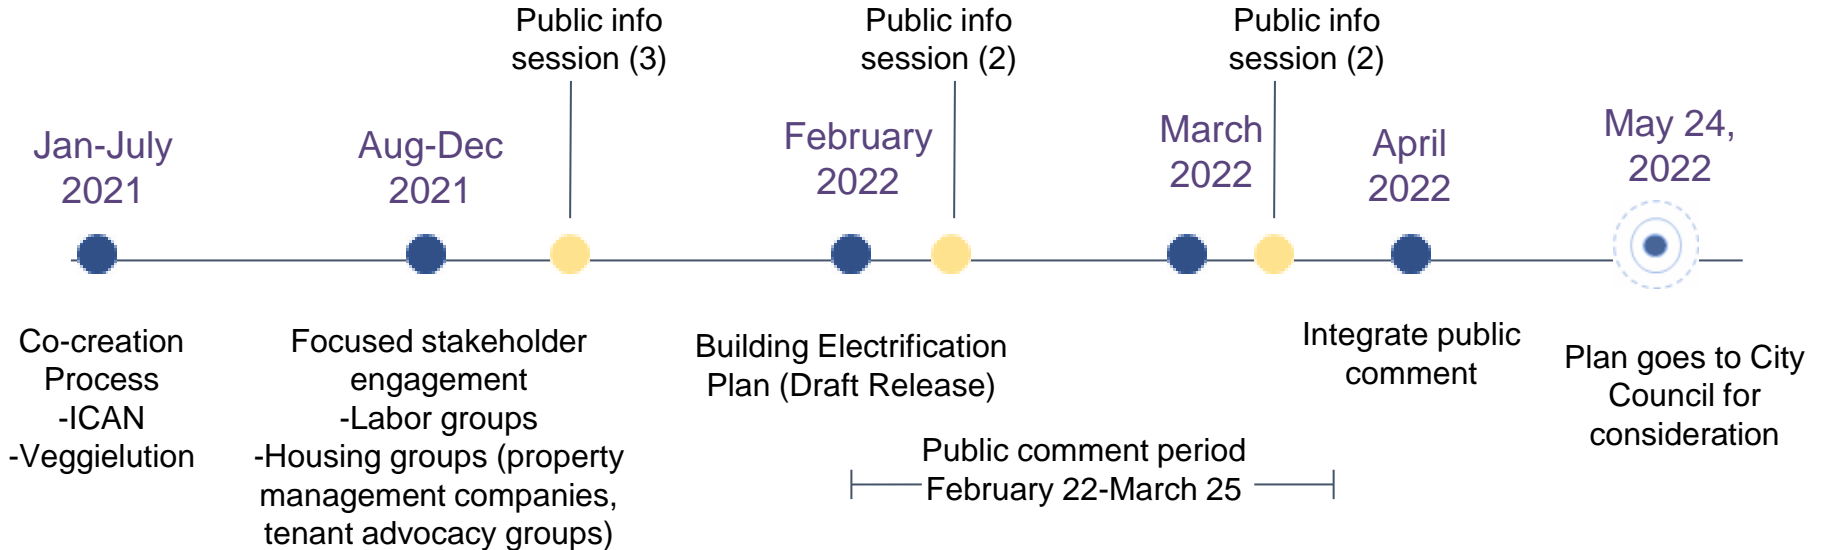 Public info
session (3)
Public info
session (2)
Public info
session (2)
Jan-July
2021
Aug-Dec
2021
February
2022
March
2022
April
2022
May 24,
2022
Co-creation
Process
-ICAN
-Veggielution
Focused stakeholder
engagement
-Labor groups
-Housing groups (property
management companies,
tenant advocacy groups)
Building Electrification
Plan (Draft Release)
Public comment period
February 22-March 25
Integrate public
comment
Plan goes to City
Council for
consideration